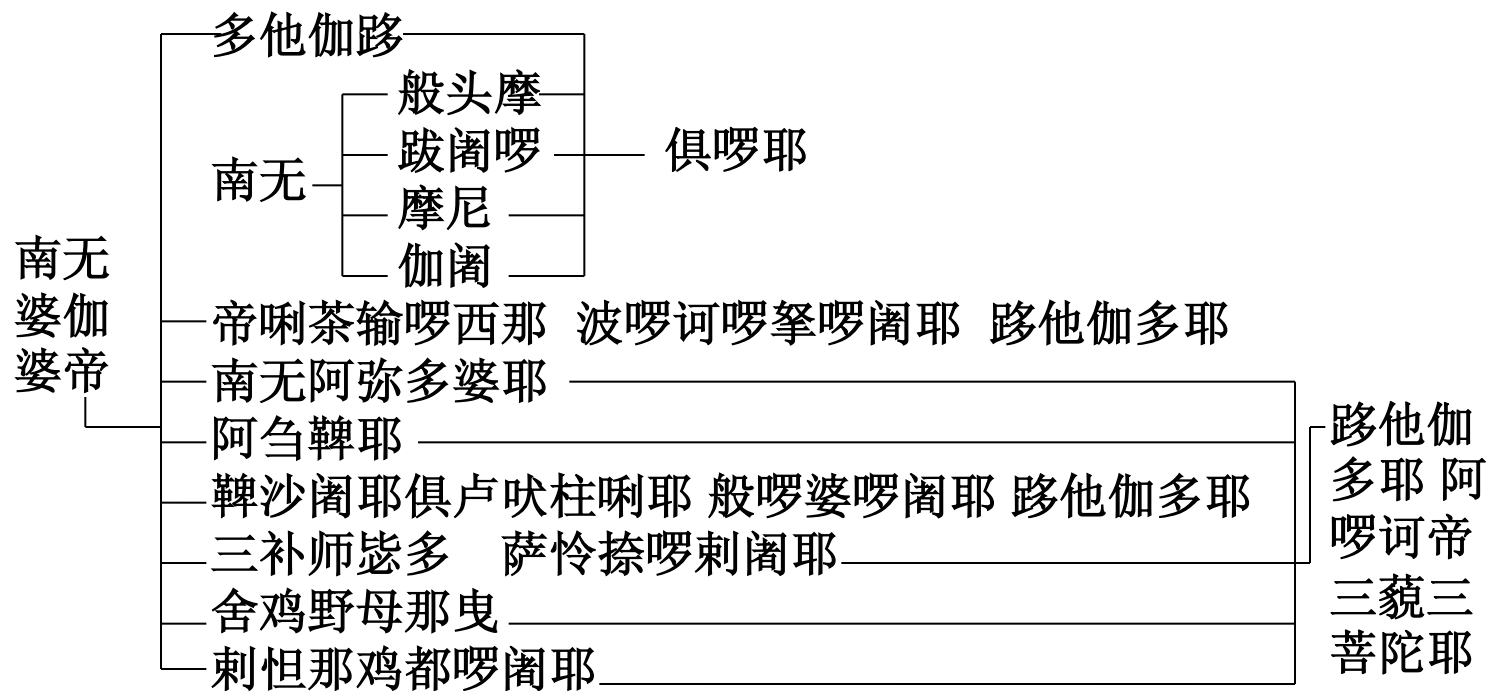 南无
婆伽
婆帝
多他伽跢
南无
般头摩
跋阇啰
摩尼
伽阇
俱啰耶
帝唎茶输啰西那 波啰诃啰拏啰阇耶 跢他伽多耶
南无阿弥多婆耶
阿刍鞞耶
鞞沙阇耶俱卢吠柱唎耶 般啰婆啰阇耶 跢他伽多耶
三补师毖多 萨怜捺啰剌阇耶
舍鸡野母那曳
剌怛那鸡都啰阇耶
跢他伽
多耶 阿
啰诃帝
三藐三
菩陀耶